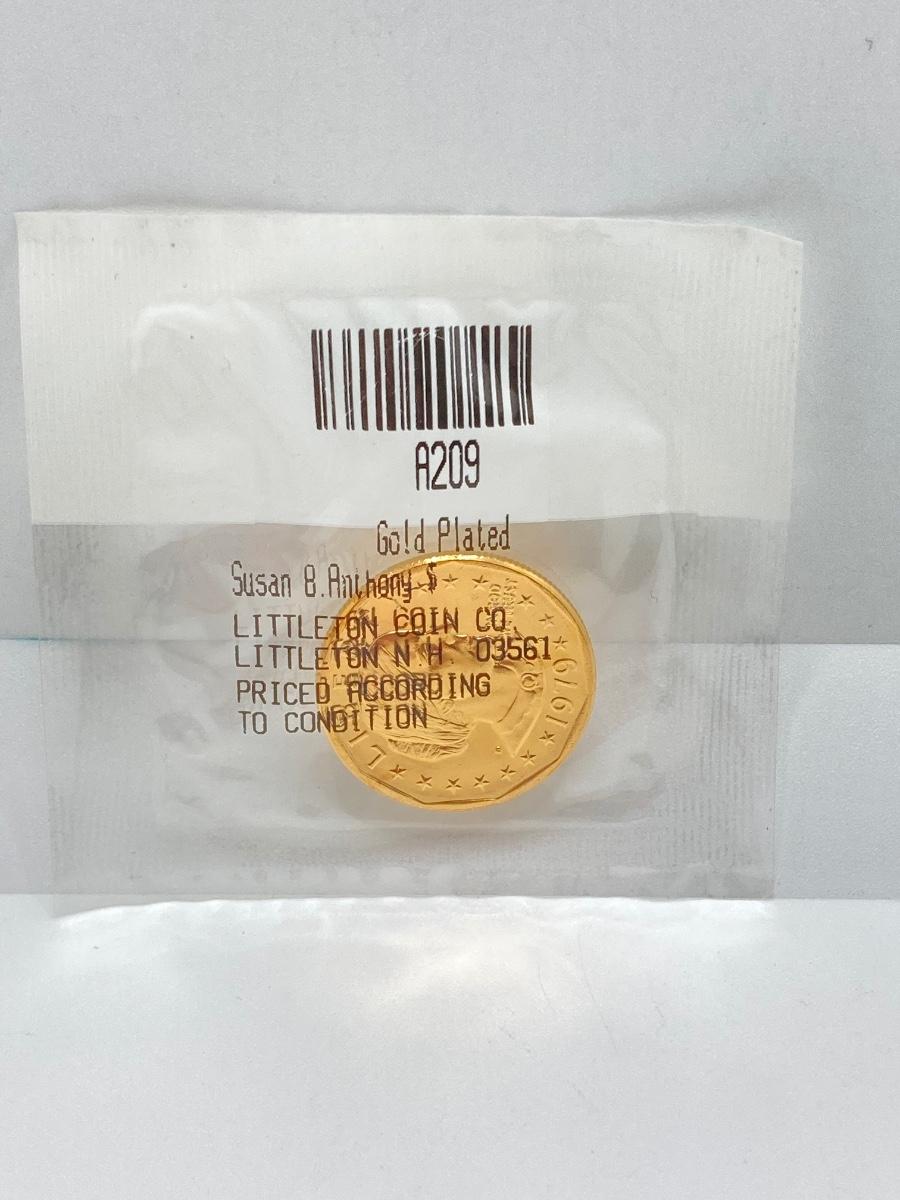 A209
Gold Plated
Susan B.Anthony $
LITTLETON COIN CO
LITTLETON N.H. 03561
PRICED ACCORDING
TO CONDITION
1979